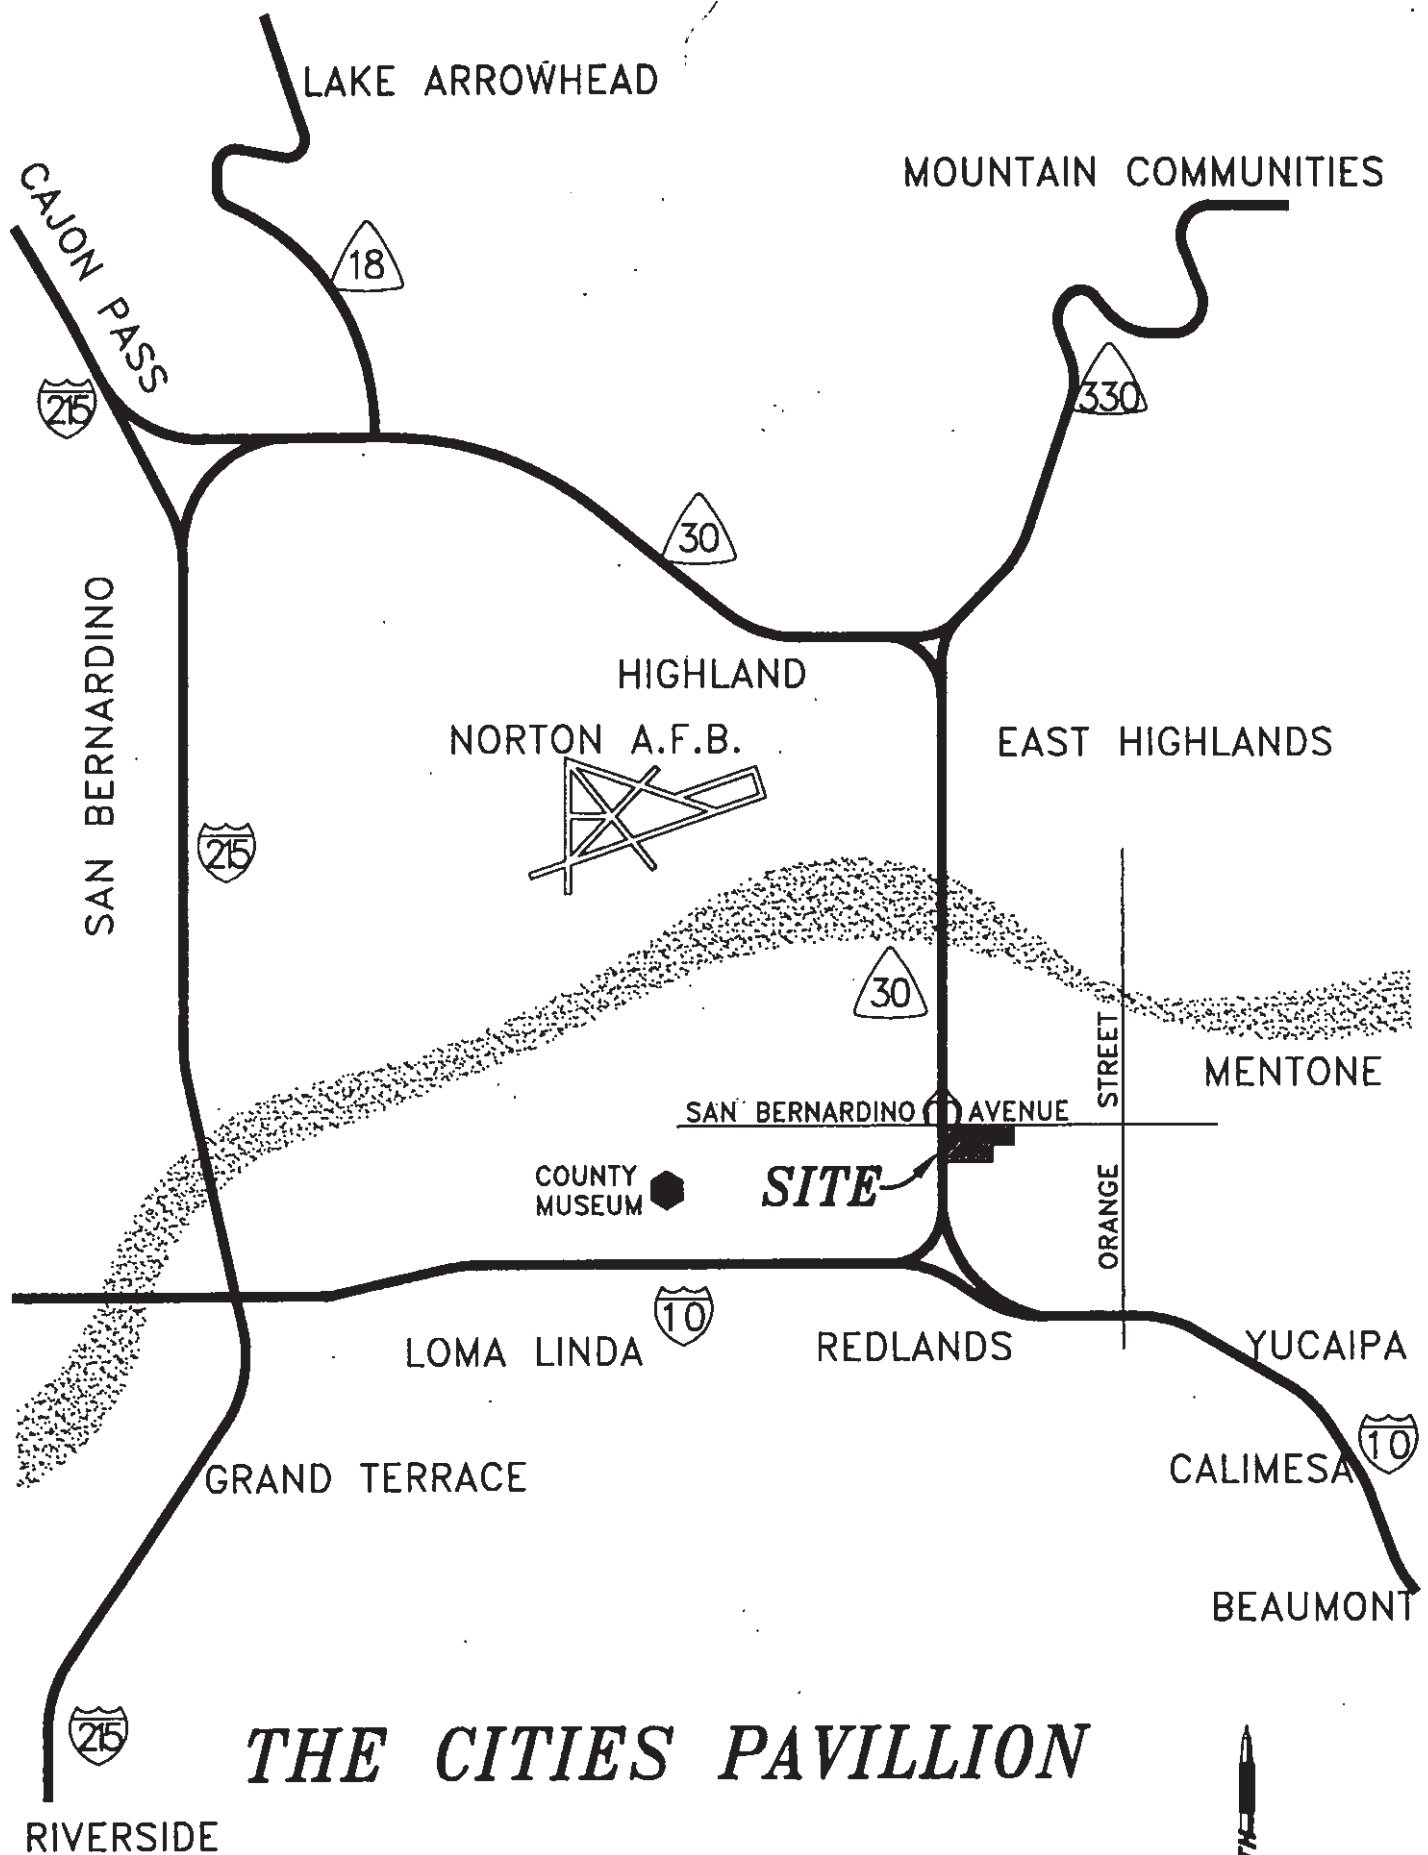 LAKE ARROWHEAD
MOUNTAIN COMMUNITIES
CAJON PASS
18
215
330
30
SAN BERNARDINO
HIGHLAND
NORTON A.F.B.
EAST HIGHLANDS
215
30
STREET
MENTONE
SAN BERNARDINO AVENUE
COUNTY
MUSEUM
SITE
ORANGE
10
LOMA LINDA
REDLANDS
YUCAIPA
10
CALIMESA
GRAND TERRACE
BEAUMONT
215
THE CITIES PAVILLION
RIVERSIDE